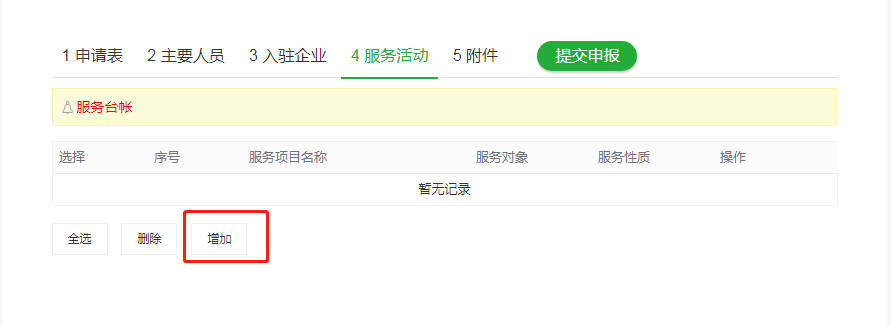 1 申请表 2 主要人员 3 入驻企业 4 服务活动 5 附件 提交申报
服务台帐
选择 序号 服务项目名称 服务对象 服务性质 操作
暂无记录
全选 删除 增加